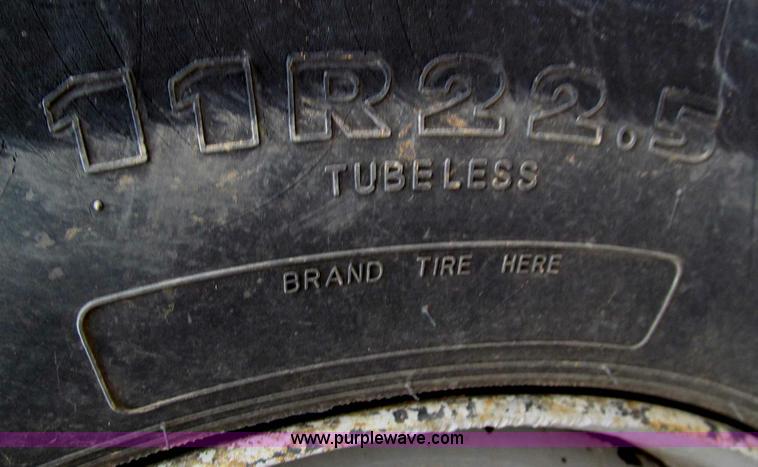 11R22.5
TUBELESS
BRAND TIRE HERE
www.purplewave.com